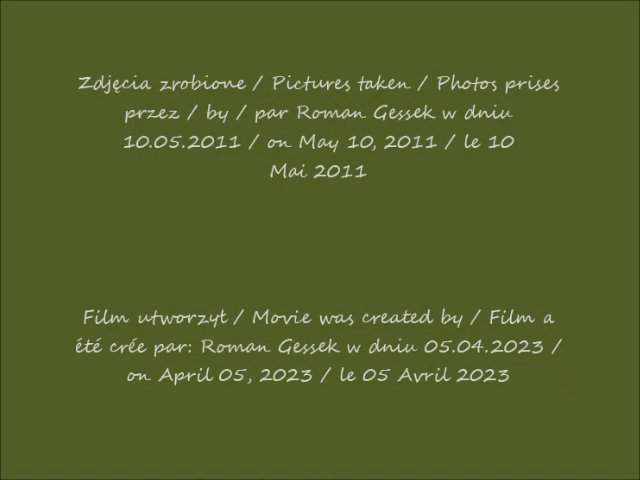 Zdjęcia zrobione / Pictures taken / Photos prises
przez / by / par Roman Gessek w dniu
10.05.2011 / on May 10, 2011 / le 10
Mai 2011
Film utworzył / Movie was created by / Film a
été crée par: Roman Gessek w dniu 05.04.2023 /
on April 05, 2023 / le 05 Avril 2023